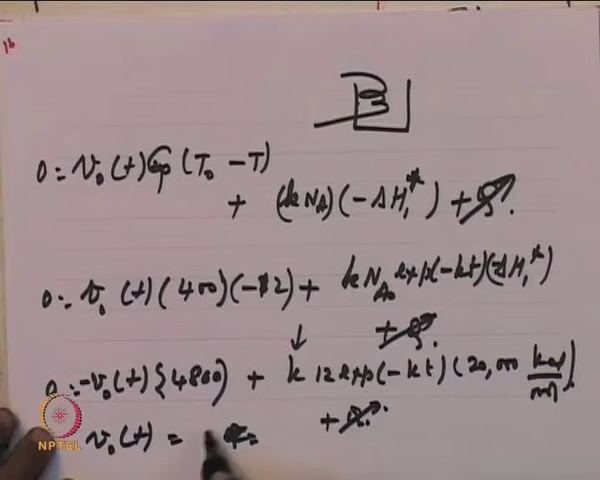 16
0 = v₀(t) Cp (T₀ - T)
+ (k N_A)(-ΔH₁*) + Q.
0 = v₀ (t) (400)(-12) + k N_A₀ exp(-kt)(-ΔH₁*)
+ Q.
0 = -v₀(t) {4800) + k 12 exp(-kt) (20,000 kcal/mol).
+ Q.
v₀(t) =
NPTEL